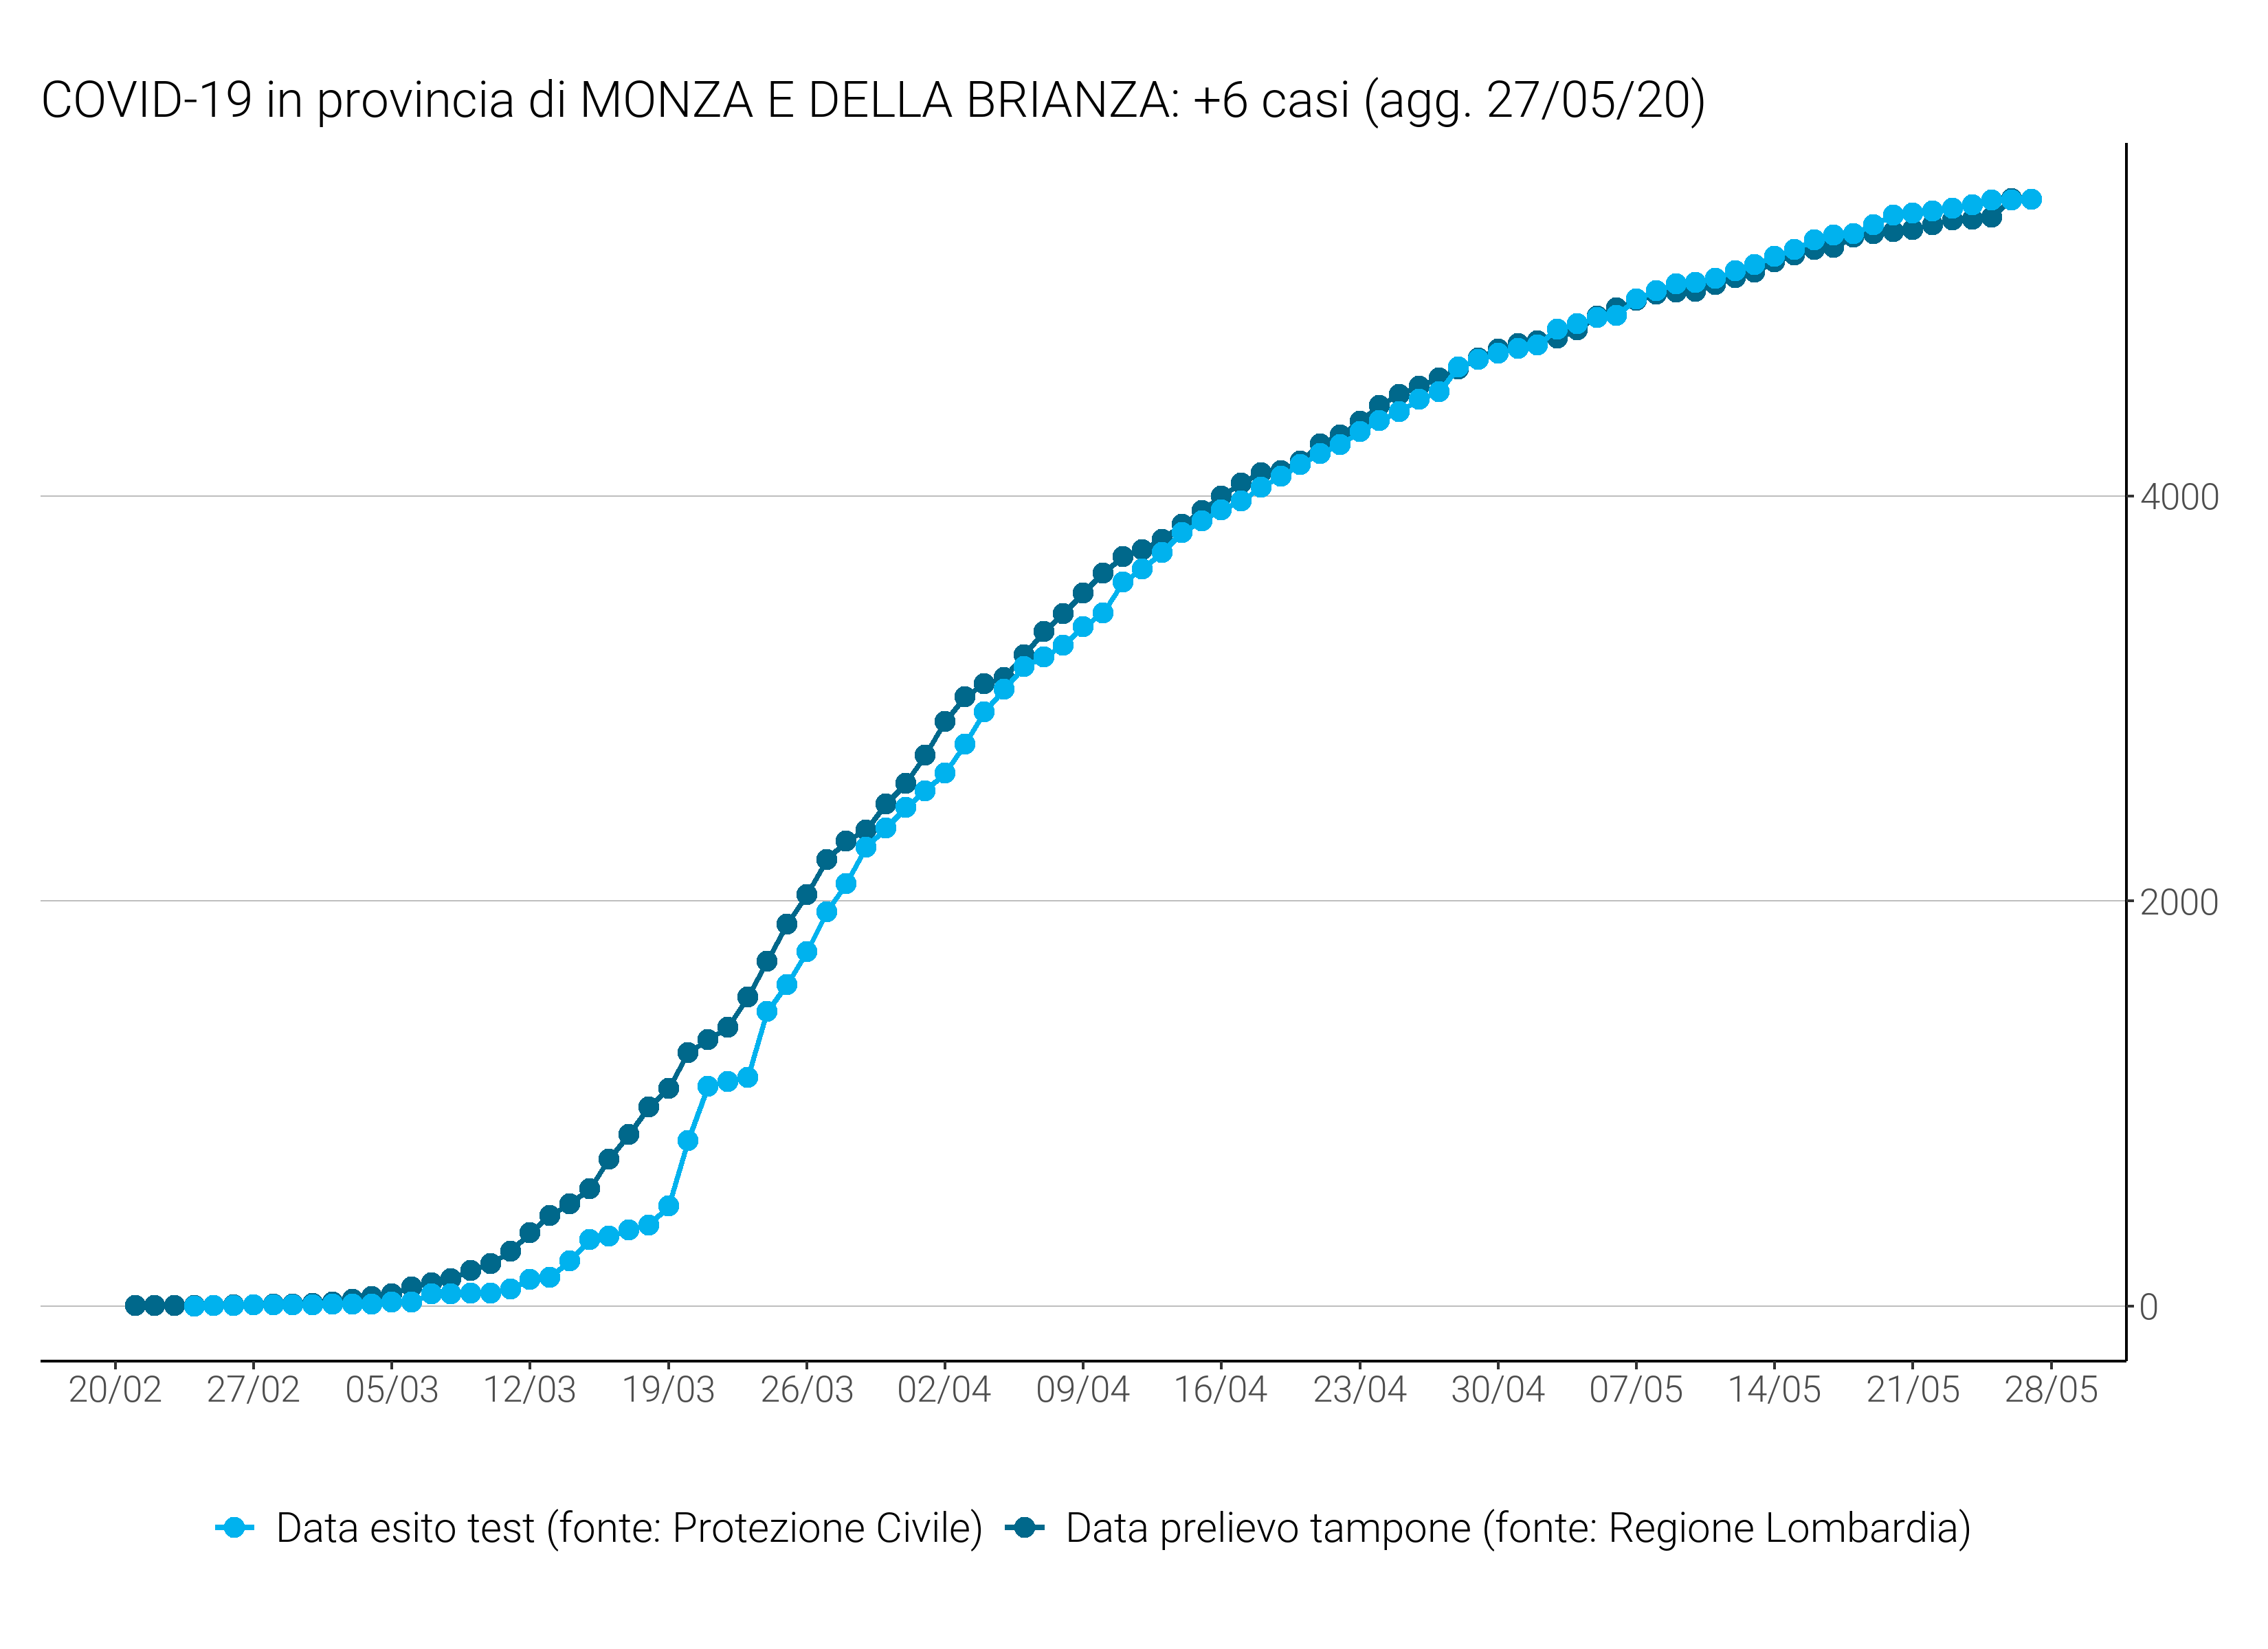 COVID-19 in provincia di MONZA E DELLA BRIANZA: +6 casi (agg. 27/05/20)
4000
2000
0
20/02 27/02 05/03 12/03 19/03 26/03 02/04 09/04 16/04 23/04 30/04 07/05 14/05 21/05 28/05
Data esito test (fonte: Protezione Civile) Data prelievo tampone (fonte: Regione Lombardia)